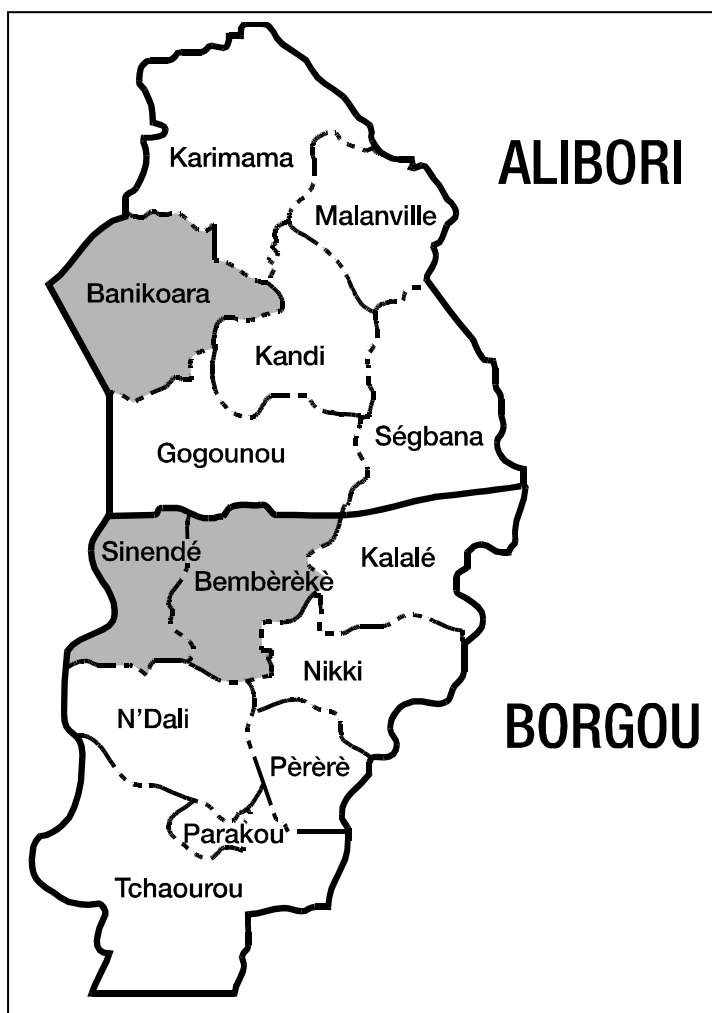 Karimama
ALIBORI
Malanville
Banikoara
Kandi
Ségbana
Gogounou
Sinendé
Kalalé
Bembèrèkè
Nikki
N'Dali
BORGOU
Pèrèrè
Parakou
Tchaourou